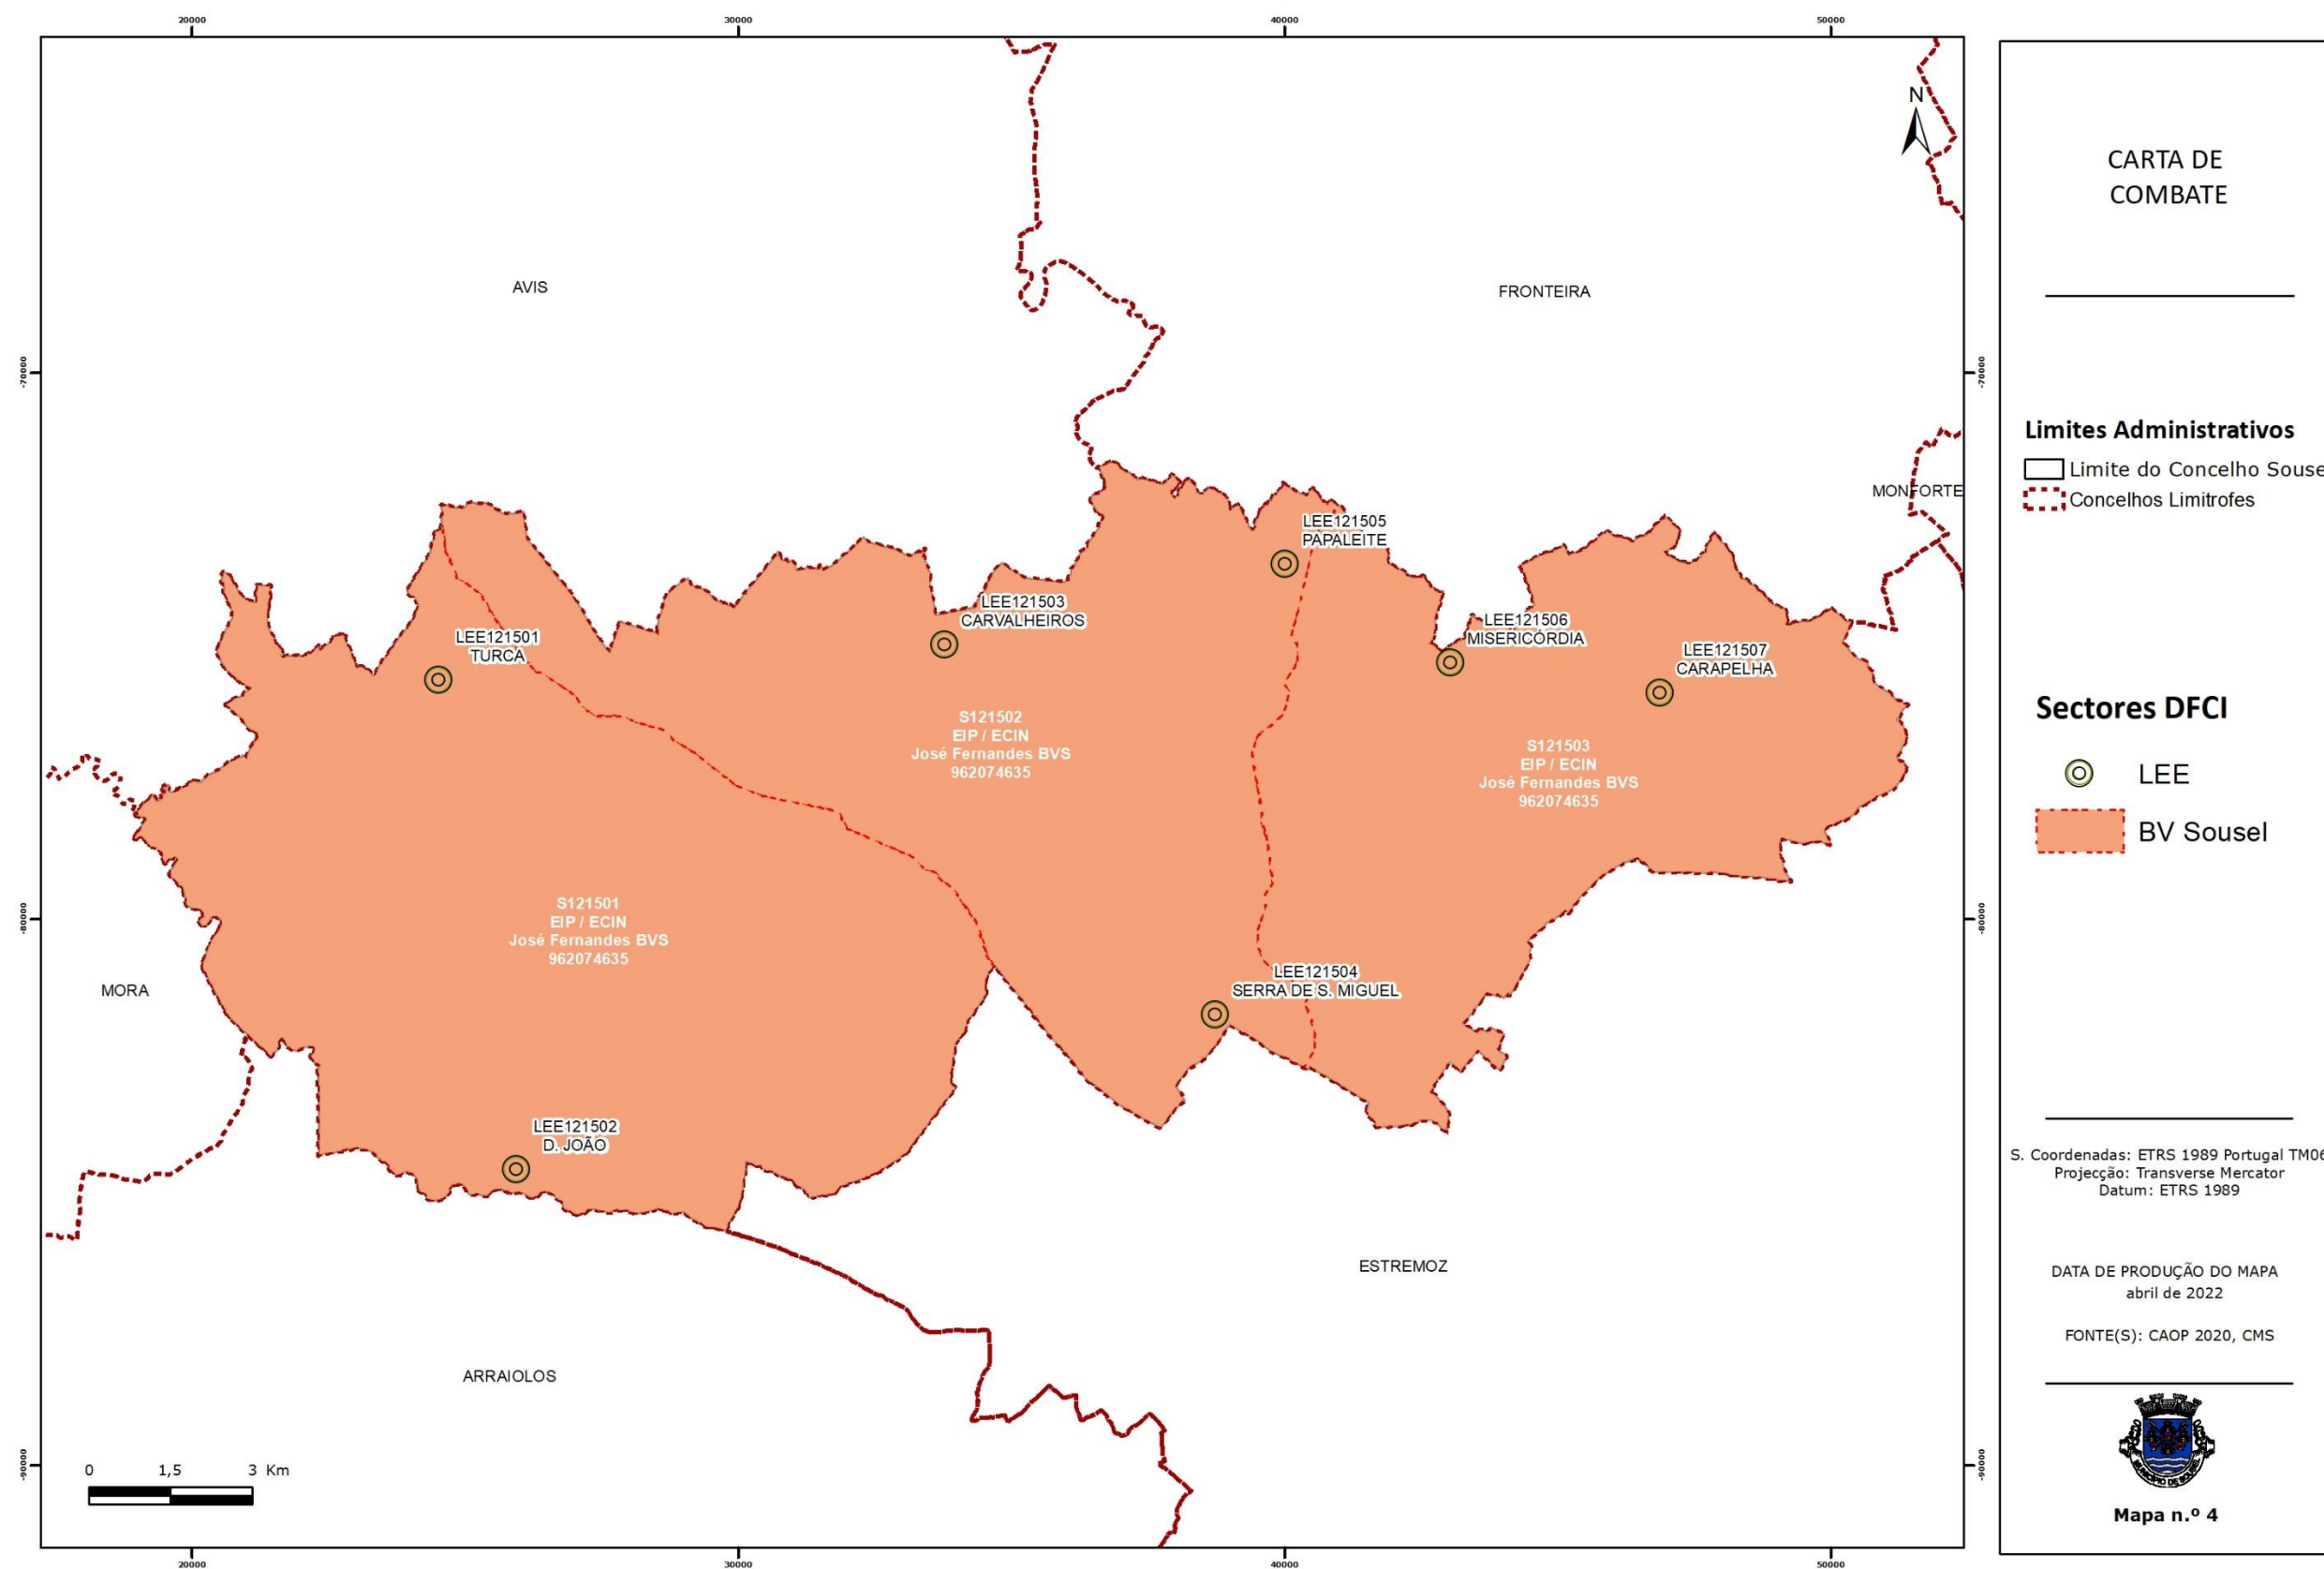 20000
30000
40000
50000
N
AVIS
FRONTEIRA
-70000
-70000
MONFORTE
LEE121505
PAPALEITE
LEE121503
CARVALHEIROS
LEE121506
MISERICÓRDIA
LEE121501
TURCA
LEE121507
CARAPELHA
S121502
EIP / ECIN
José Fernandes BVS
962074635
S121503
EIP / ECIN
José Fernandes BVS
962074635
S121501
EIP / ECIN
José Fernandes BVS
962074635
-80000
-80000
MORA
LEE121504
SERRA DE S. MIGUEL
LEE121502
D. JOÃO
ESTREMOZ
ARRAIOLOS
-90000
-90000
0 1,5 3 Km
20000
30000
40000
50000
CARTA DE
COMBATE
Limites Administrativos
Limite do Concelho Souse
Concelhos Limitrofes
Sectores DFCI
LEE
BV Sousel
S. Coordenadas: ETRS 1989 Portugal TM06
Projecção: Transverse Mercator
Datum: ETRS 1989
DATA DE PRODUÇÃO DO MAPA
abril de 2022
FONTE(S): CAOP 2020, CMS
MUNICÍPIO DE SOUSEL
Mapa n.º 4